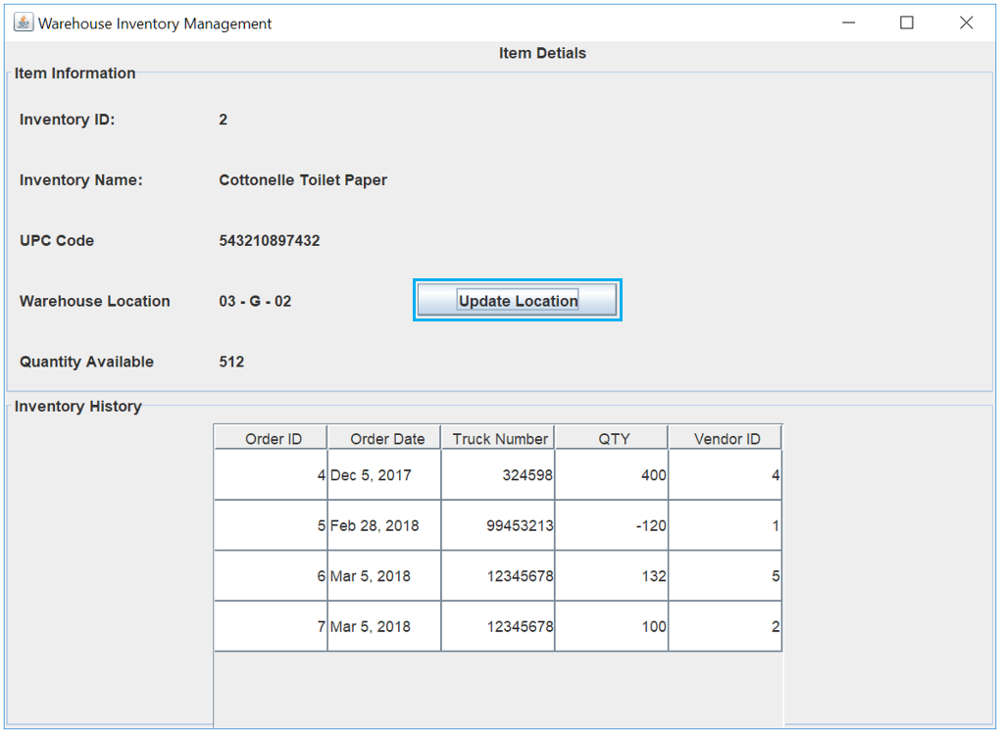 Warehouse Inventory Management
Item Detials
Item Information
Inventory ID: 2
Inventory Name: Cottonelle Toilet Paper
UPC Code 543210897432
Warehouse Location 03 - G - 02 Update Location
Quantity Available 512
Inventory History
Order ID Order Date Truck Number QTY Vendor ID
4 Dec 5, 2017 324598 400 4
5 Feb 28, 2018 99453213 -120 1
6 Mar 5, 2018 12345678 132 5
7 Mar 5, 2018 12345678 100 2